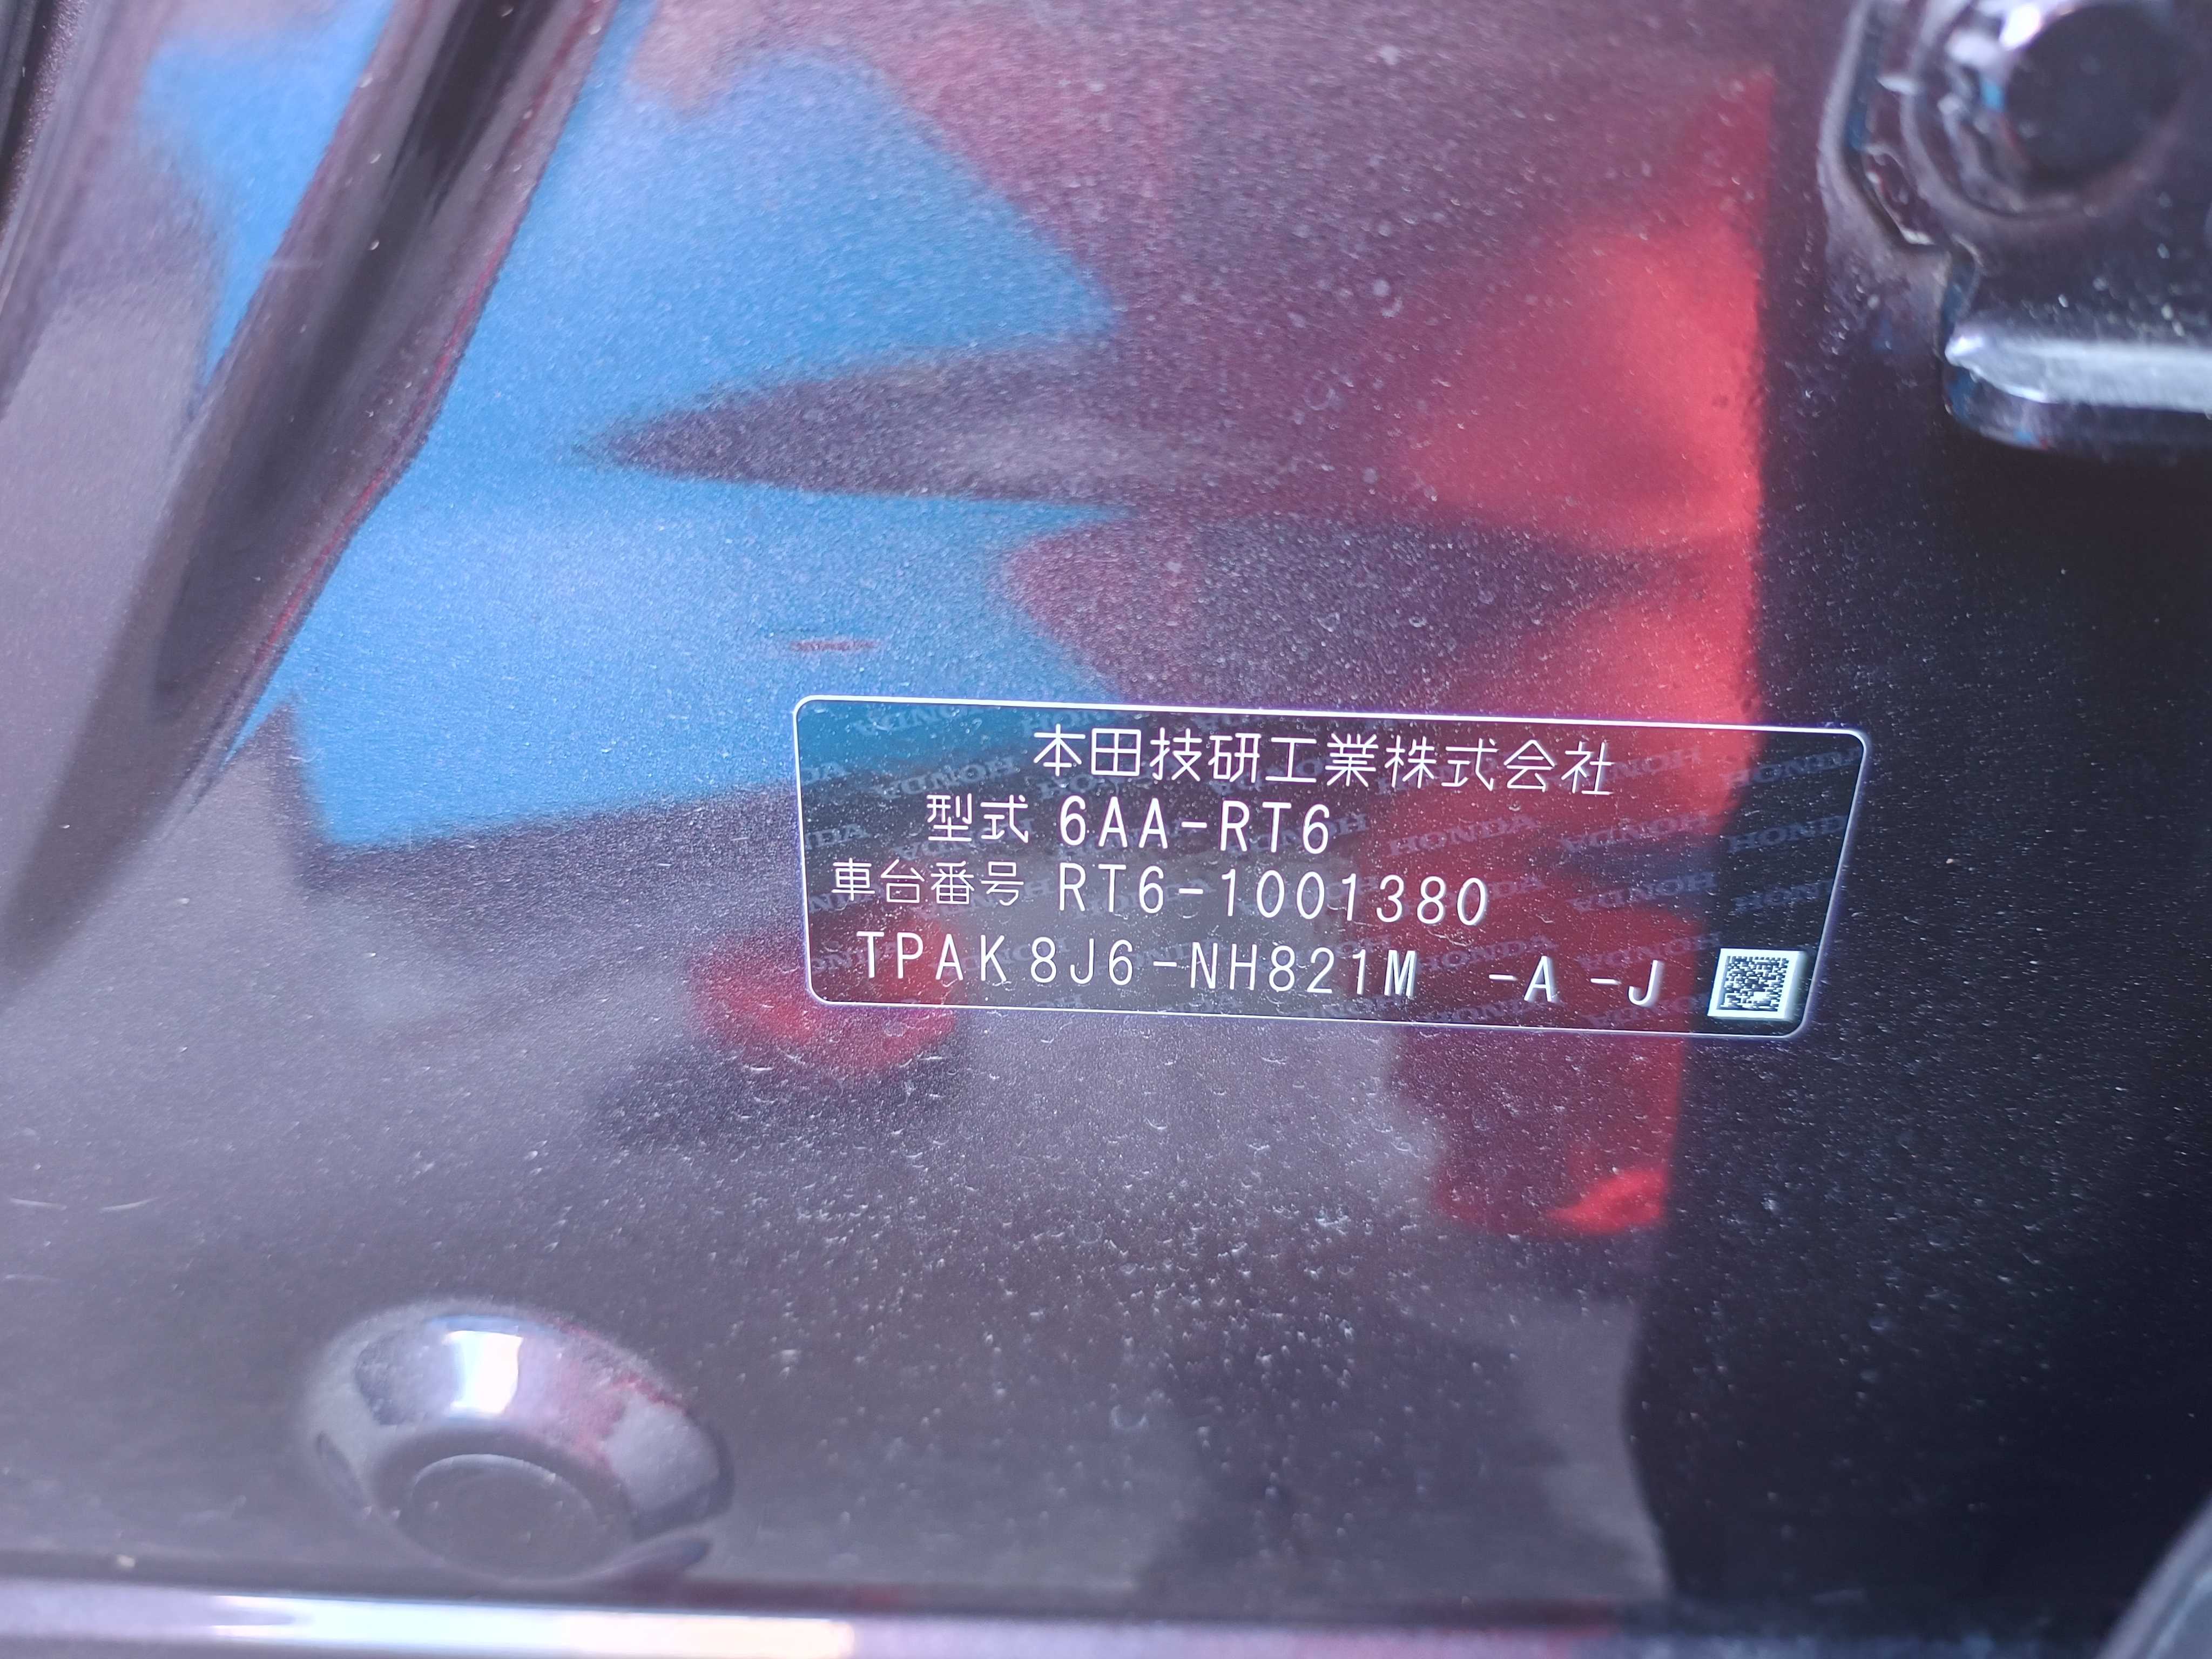 本田技研工業株式会社
型式 6AA-RT6
車台番号 RT6-1001380
TPAK8J6-NH821M -A -J